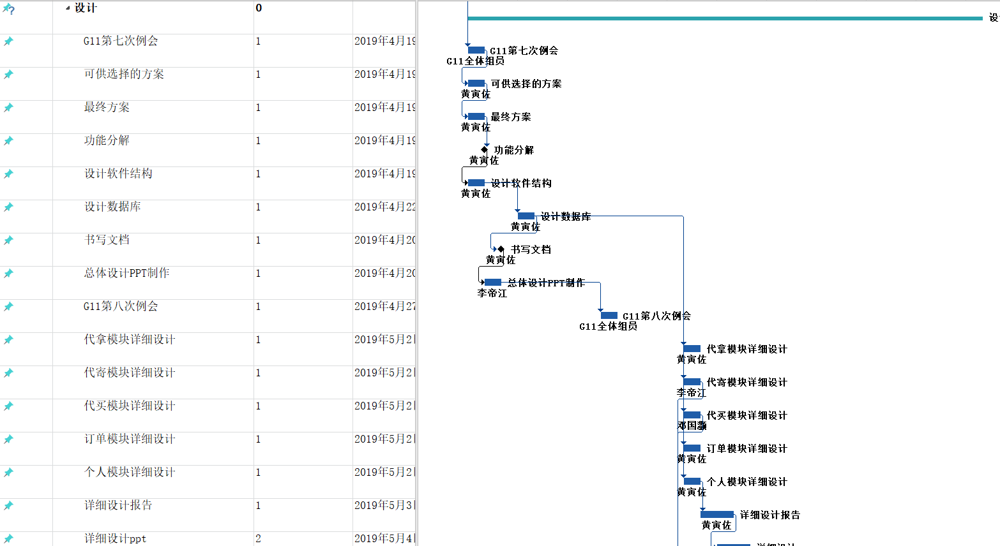 设计 0 设
G11第七次例会 1 2019年4月19
G11第七次例会
G11全体组员
可供选择的方案 1 2019年4月19
可供选择的方案
黄寅佐
最终方案 1 2019年4月19
最终方案
黄寅佐
功能分解 1 2019年4月19
功能分解
黄寅佐
设计软件结构 1 2019年4月19
设计软件结构
黄寅佐
设计数据库 1 2019年4月22
设计数据库
黄寅佐
书写文档 1 2019年4月20
书写文档
黄寅佐
总体设计PPT制作 1 2019年4月20
总体设计PPT制作
李帝江
G11第八次例会 1 2019年4月27
G11第八次例会
G11全体组员
代拿模块详细设计 1 2019年5月2日
代拿模块详细设计
黄寅佐
代寄模块详细设计 1 2019年5月2日
代寄模块详细设计
李帝江
代买模块详细设计 1 2019年5月2日
代买模块详细设计
邓国灏
订单模块详细设计 1 2019年5月2日
订单模块详细设计
黄寅佐
个人模块详细设计 1 2019年5月2日
个人模块详细设计
黄寅佐
详细设计报告 1 2019年5月3日
详细设计报告
黄寅佐
详细设计ppt 2 2019年5月4日